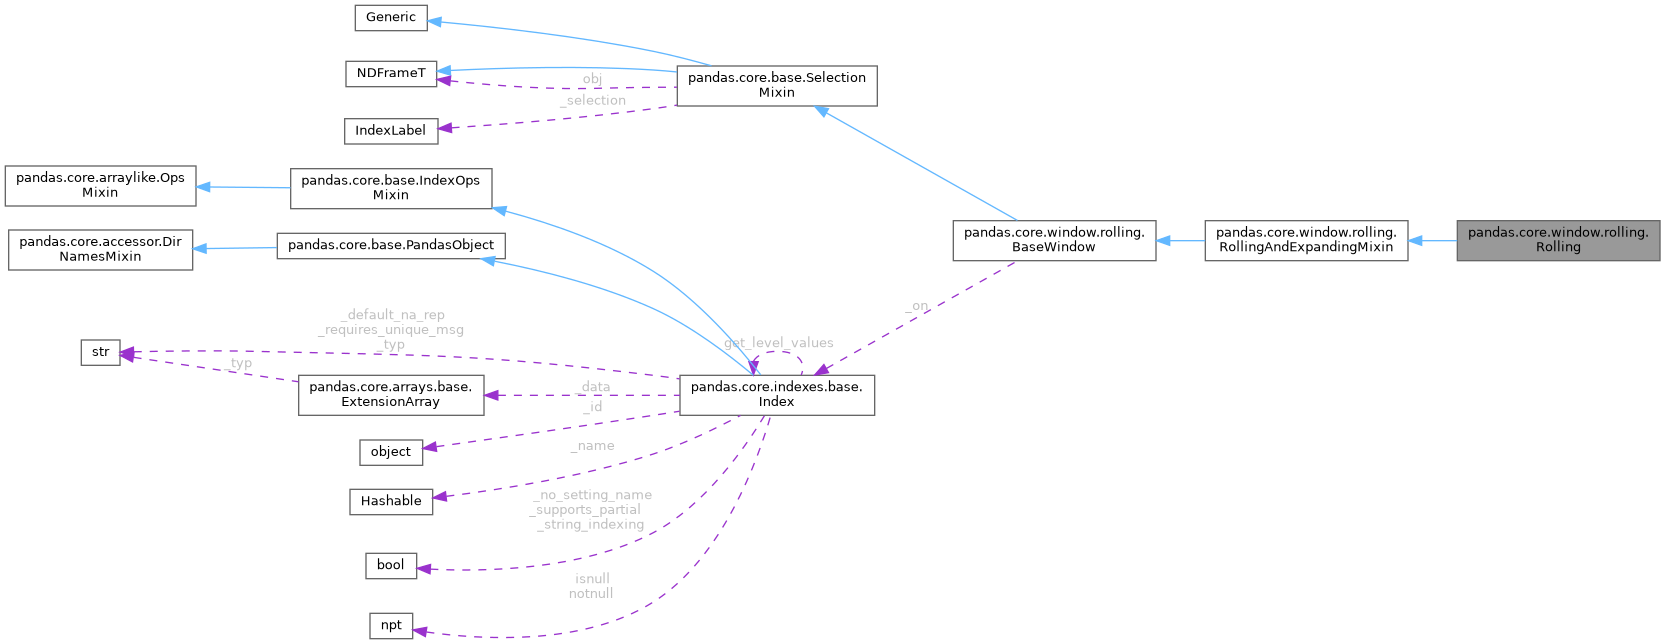 Generic
NDFrameT
obj
pandas.core.base.Selection
Mixin
_selection
IndexLabel
pandas.core.arraylike.Ops
Mixin
pandas.core.base.IndexOps
Mixin
pandas.core.accessor.Dir
NamesMixin
pandas.core.base.PandasObject
pandas.core.window.rolling.
BaseWindow
pandas.core.window.rolling.
RollingAndExpandingMixin
pandas.core.window.rolling.
Rolling
_on
_default_na_rep
_requires_unique_msg
_typ
get_level_values
str
_typ
pandas.core.arrays.base.
ExtensionArray
_data
pandas.core.indexes.base.
Index
_id
object
_name
Hashable
_no_setting_name
_supports_partial
_string_indexing
bool
isnull
notnull
npt